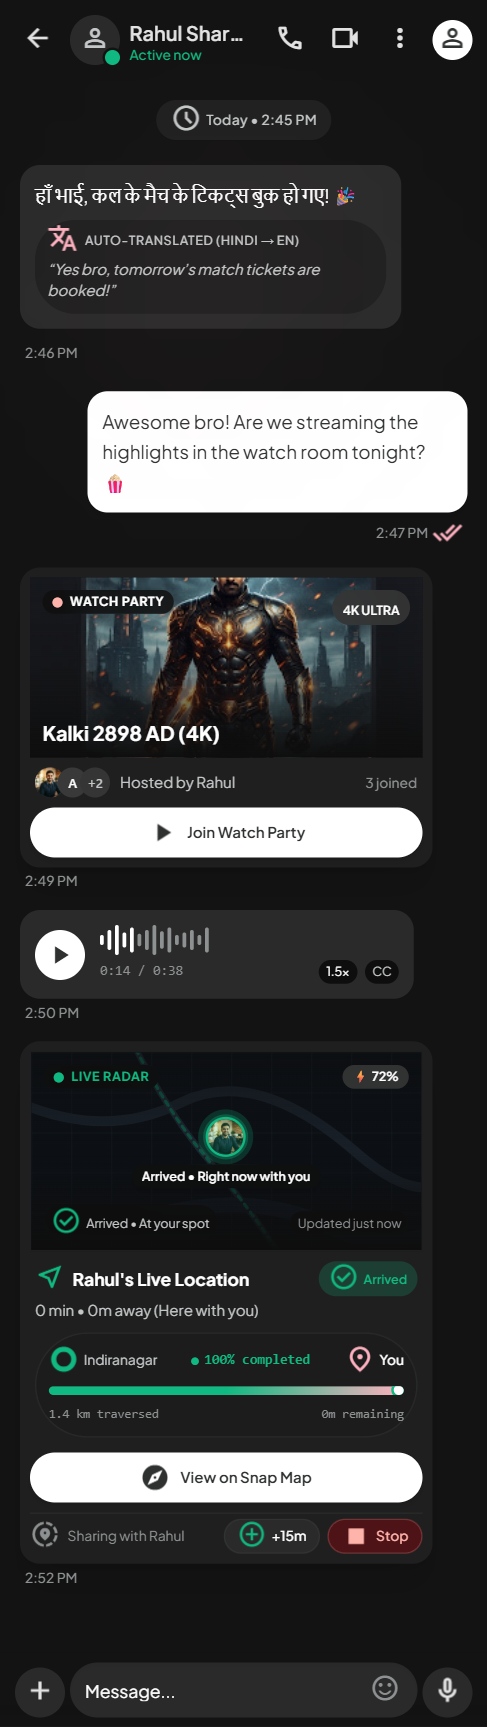 Rahul Shar...
Active now
Today • 2:45 PM
हाँ भाई, कल के मैच के टिकट्स बुक हो गए! 🎉
AUTO-TRANSLATED (HINDI → EN)
“Yes bro, tomorrow's match tickets are
booked!”
2:46 PM
Awesome bro! Are we streaming the
highlights in the watch room tonight?
🍿
2:47 PM
WATCH PARTY
4K ULTRA
Kalki 2898 AD (4K)
A +2 Hosted by Rahul 3 joined
Join Watch Party
2:49 PM
0:14 / 0:38
1.5x CC
2:50 PM
LIVE RADAR
72%
Arrived • Right now with you
Arrived • At your spot Updated just now
Rahul's Live Location Arrived
0 min • 0m away (Here with you)
Indiranagar ● 100% completed You
1.4 km traversed 0m remaining
View on Snap Map
Sharing with Rahul +15m Stop
2:52 PM
Message...